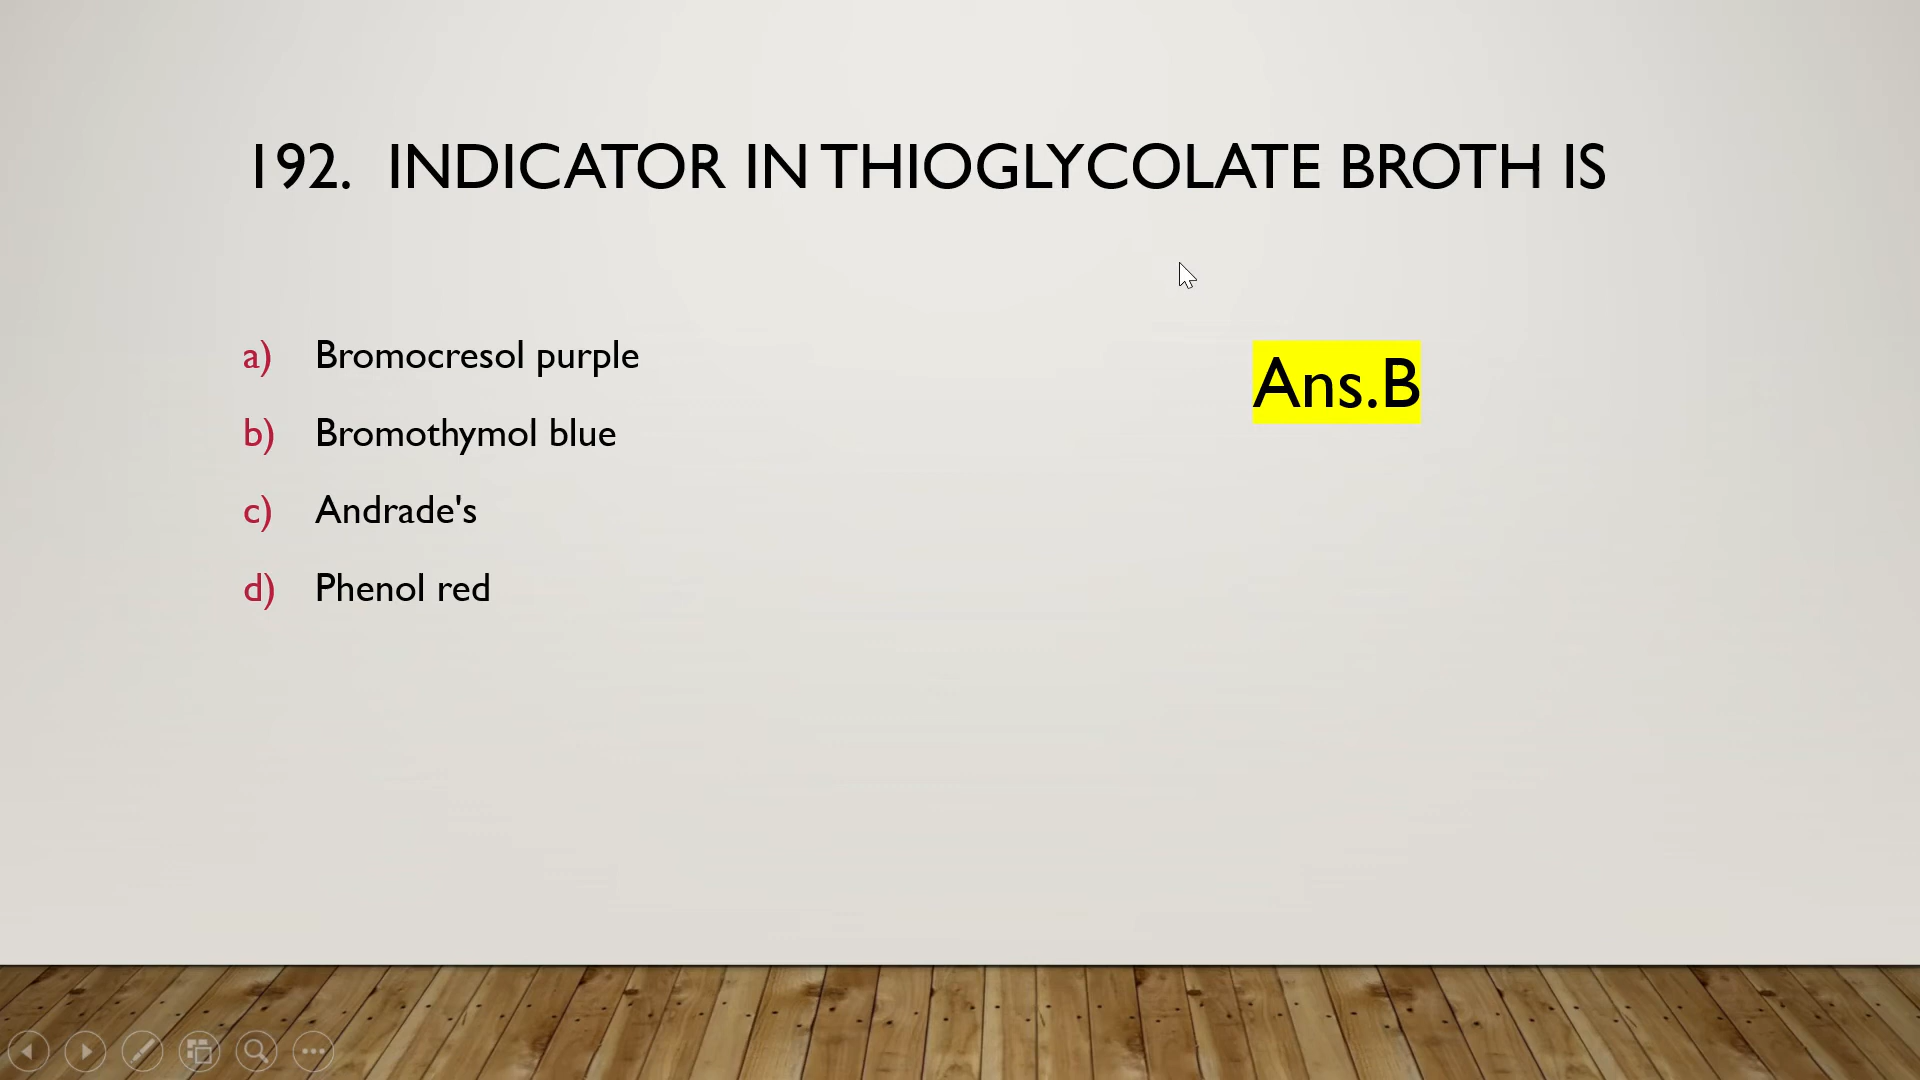 192. INDICATOR IN THIOGLYCOLATE BROTH IS
a) Bromocresol purple
b) Bromothymol blue
c) Andrade's
d) Phenol red
Ans.B